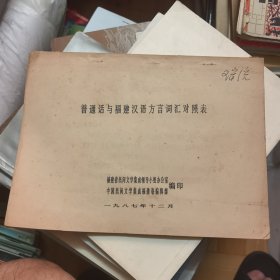 普通话与福建汉语方言词汇对照表
福建省民间文学集成领导小组办公室
中国民间文学集成福建卷编辑部
编印
一九八七年十二月